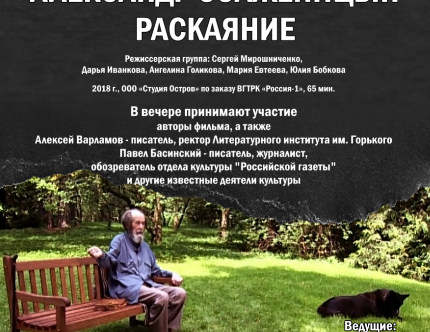 АЛЕКСАНДР СОЛЖЕНИЦЫН
РАСКАЯНИЕ
Режиссерская группа: Сергей Мирошниченко,
Дарья Иванкова, Ангелина Голикова, Мария Евтеева, Юлия Бобкова
2018 г., ООО «Студия Остров» по заказу ВГТРК «Россия-1», 65 мин.
В вечере принимают участие
авторы фильма, а также
Алексей Варламов - писатель, ректор Литературного института им. Горького
Павел Басинский - писатель, журналист,
обозреватель отдела культуры "Российской газеты"
и другие известные деятели культуры
Ведущие: